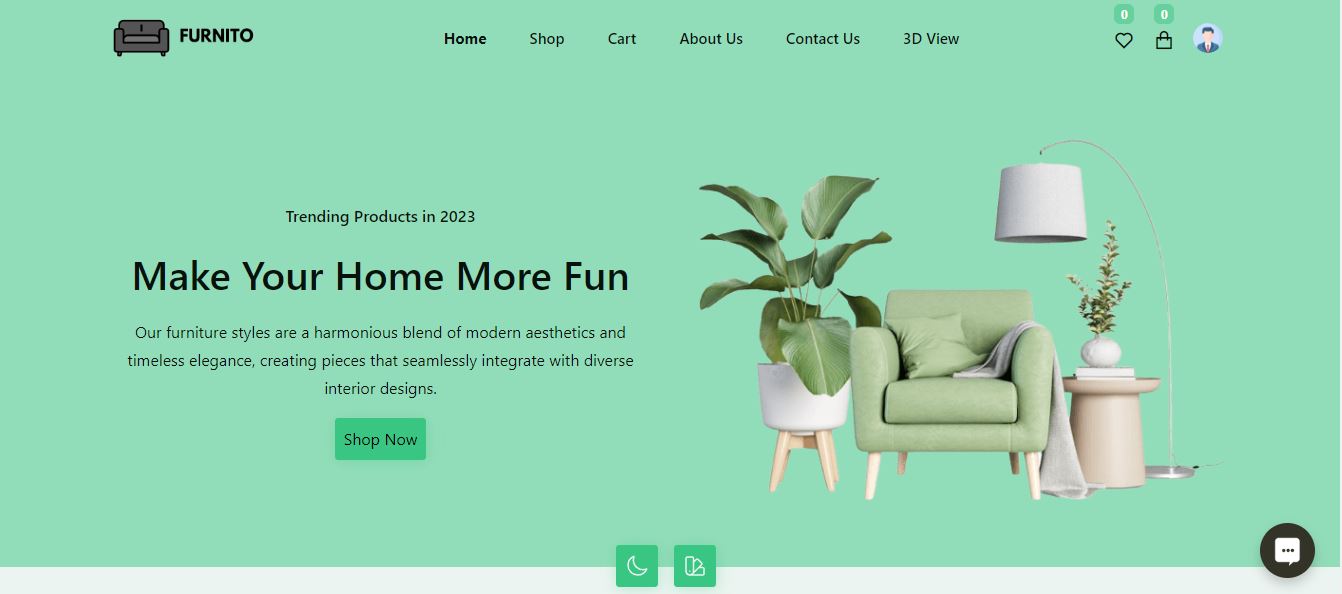 FURNITO
Home
Shop
Cart
About Us
Contact Us
3D View
0
0
Trending Products in 2023
Make Your Home More Fun
Our furniture styles are a harmonious blend of modern aesthetics and
timeless elegance, creating pieces that seamlessly integrate with diverse
interior designs.
Shop Now